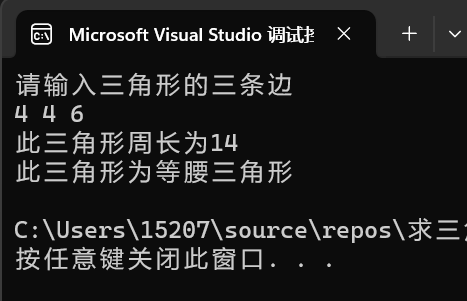 Microsoft Visual Studio 调试
请输入三角形的三条边
4 4 6
此三角形周长为14
此三角形为等腰三角形
C:\Users\15207\source\repos\求三
按任意键关闭此窗口. . .